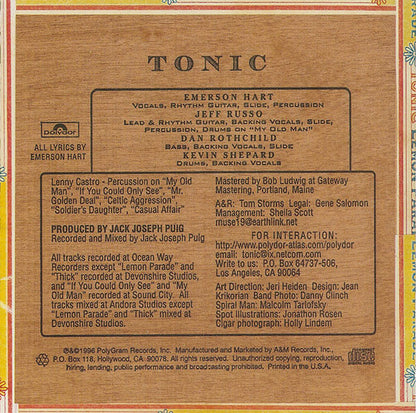 TONIC
EMERSON HART
VOCALS, RHYTHM GUITAR, SLIDE, PERCUSSION
JEFF RUSSO
LEAD & RHYTHM GUITAR, BACKING VOCALS, SLIDE,
PERCUSSION, DRUMS ON "MY OLD MAN"
DAN ROTHCHILD
BASS, BACKING VOCALS, SLIDE
KEVIN SHEPARD
DRUMS, BACKING VOCALS
Polydor
ALL LYRICS BY
EMERSON HART
Lenny Castro - Percussion on "My Old
Man", "If You Could Only See", "Mr.
Golden Deal", "Celtic Aggression",
"Soldier's Daughter", "Casual Affair"
PRODUCED BY JACK JOSEPH PUIG
Recorded and Mixed by Jack Joseph Puig
All tracks recorded at Ocean Way
Recorders except "Lemon Parade" and
"Thick" recorded at Devonshire Studios,
and "If You Could Only See" and "My
Old Man" recorded at Sound City. All
tracks mixed at Andora Studios except
"Lemon Parade" and "Thick" mixed at
Devonshire Studios.
Mastered by Bob Ludwig at Gateway
Mastering, Portland, Maine
A&R: Tom Storms Legal: Gene Salomon
Management: Sheila Scott
muse19@earthlink.net
FOR INTERACTION:
http://www.polydor-atlas.com/polydor
email: tonic@ix.netcom.com
Write to us: P.O. Box 64737-506,
Los Angeles, CA 90064
Art Direction: Jeri Heiden Design: Jean
Krikorian Band Photo: Danny Clinch
Spiral Man: Malcolm Tarlofsky
Spot Illustrations: Jonathon Rosen
Cigar photograph: Holly Lindem
℗&©1996 PolyGram Records, Inc. Manufactured and Marketed by A&M Records, Inc.
P.O. Box 118, Hollywood, CA 90078. All rights reserved. Unauthorized copying, reproduction,
hiring, lending, public performance and broadcasting prohibited. Printed in the U.S.A.